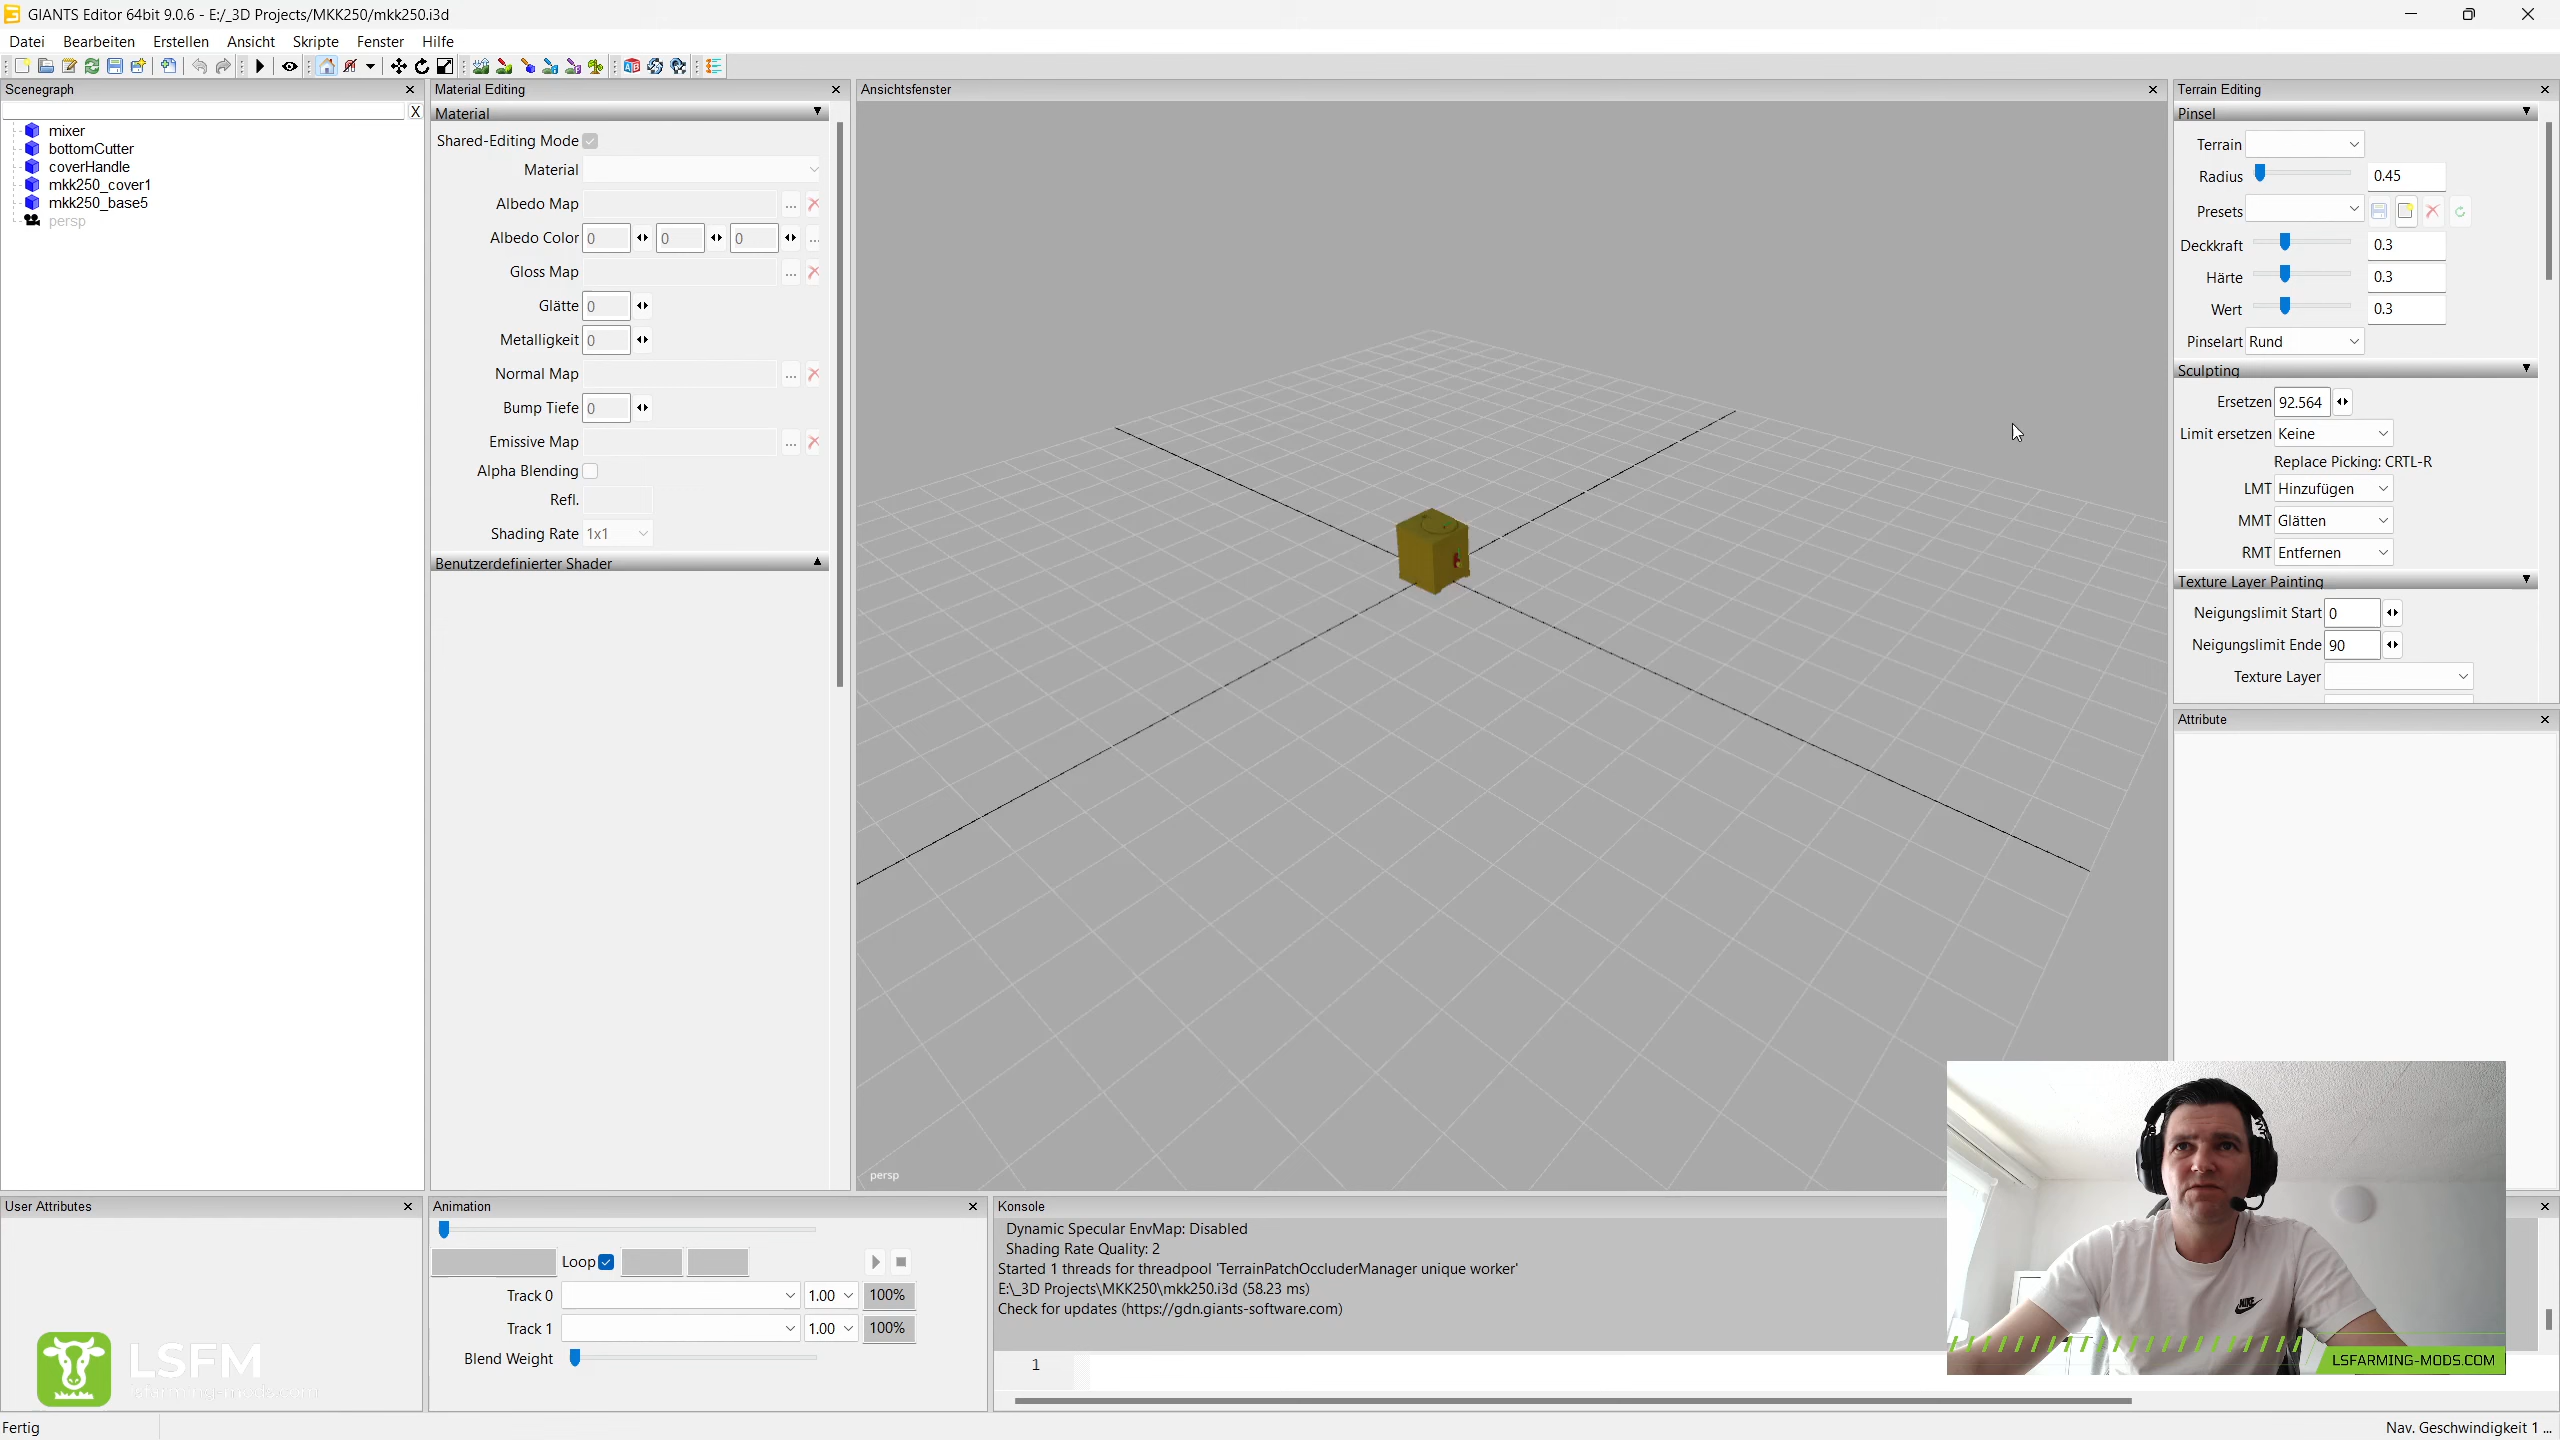 GIANTS Editor 64bit 9.0.6 - E:/_3D Projects/MKK250/mkk250.i3d
Datei Bearbeiten Erstellen Ansicht Skripte Fenster Hilfe
Scenegraph
X
mixer
bottomCutter
coverHandle
mkk250_cover1
mkk250_base5
persp
Material Editing
Material
Shared-Editing Mode
Material
Albedo Map ...
Albedo Color 0 0 0 ...
Gloss Map ...
Glätte 0
Metalligkeit 0
Normal Map ...
Bump Tiefe 0
Emissive Map ...
Alpha Blending
Refl.
Shading Rate 1x1
Benutzerdefinierter Shader
Ansichtsfenster
persp
Terrain Editing
Pinsel
Terrain
Radius 0.45
Presets
Deckkraft 0.3
Härte 0.3
Wert 0.3
Pinselart Rund
Sculpting
Ersetzen 92.564
Limit ersetzen Keine
Replace Picking: CRTL-R
LMT Hinzufügen
MMT Glätten
RMT Entfernen
Texture Layer Painting
Neigungslimit Start 0
Neigungslimit Ende 90
Texture Layer
Attribute
User Attributes
LSFM
Animation
Loop
Track 0 1.00 100%
Track 1 1.00 100%
Blend Weight
Konsole
Dynamic Specular EnvMap: Disabled
Shading Rate Quality: 2
Started 1 threads for threadpool 'TerrainPatchOccluderManager unique worker'
E:\_3D Projects\MKK250\mkk250.i3d (58.23 ms)
Check for updates (https://gdn.giants-software.com)
1
NIKE
LSFARMING-MODS.COM
Fertig
Nav. Geschwindigkeit 1 ...